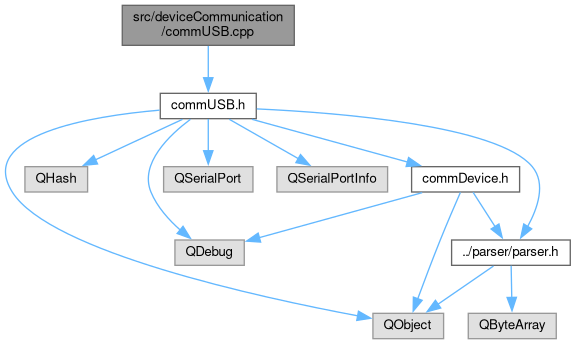 src/deviceCommunication
/commUSB.cpp
commUSB.h
QHash
QSerialPort
QSerialPortInfo
commDevice.h
QDebug
../parser/parser.h
QObject
QByteArray